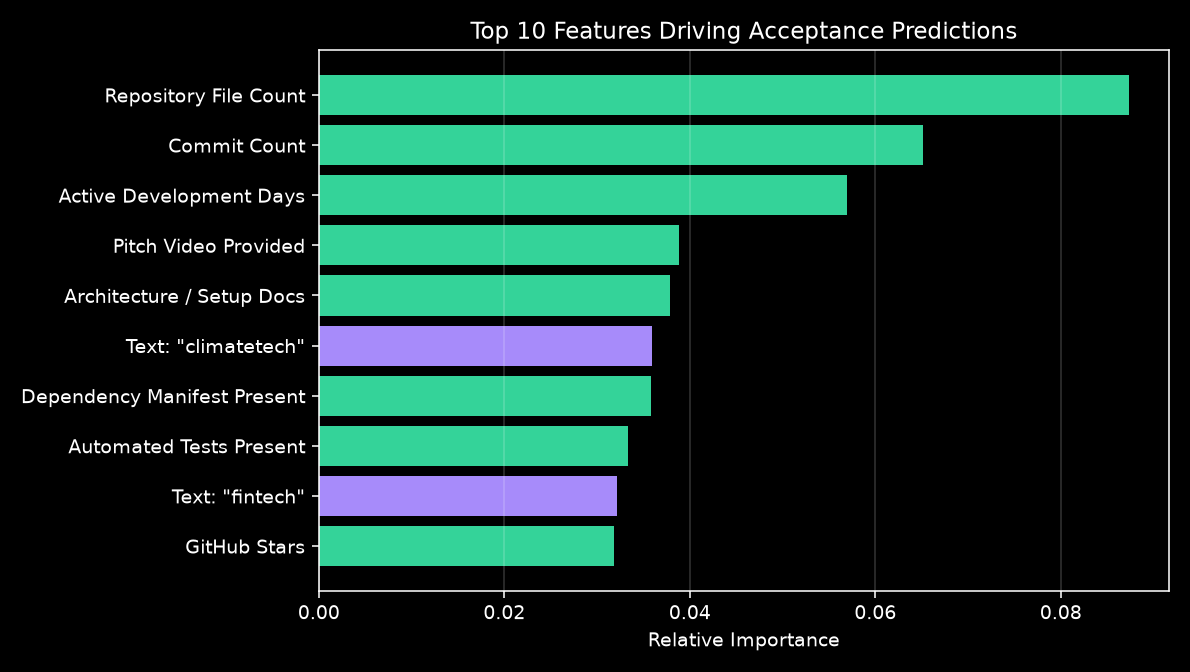 Top 10 Features Driving Acceptance Predictions
Repository File Count
Commit Count
Active Development Days
Pitch Video Provided
Architecture / Setup Docs
Text: "climatetech"
Dependency Manifest Present
Automated Tests Present
Text: "fintech"
GitHub Stars
0.00 0.02 0.04 0.06 0.08
Relative Importance